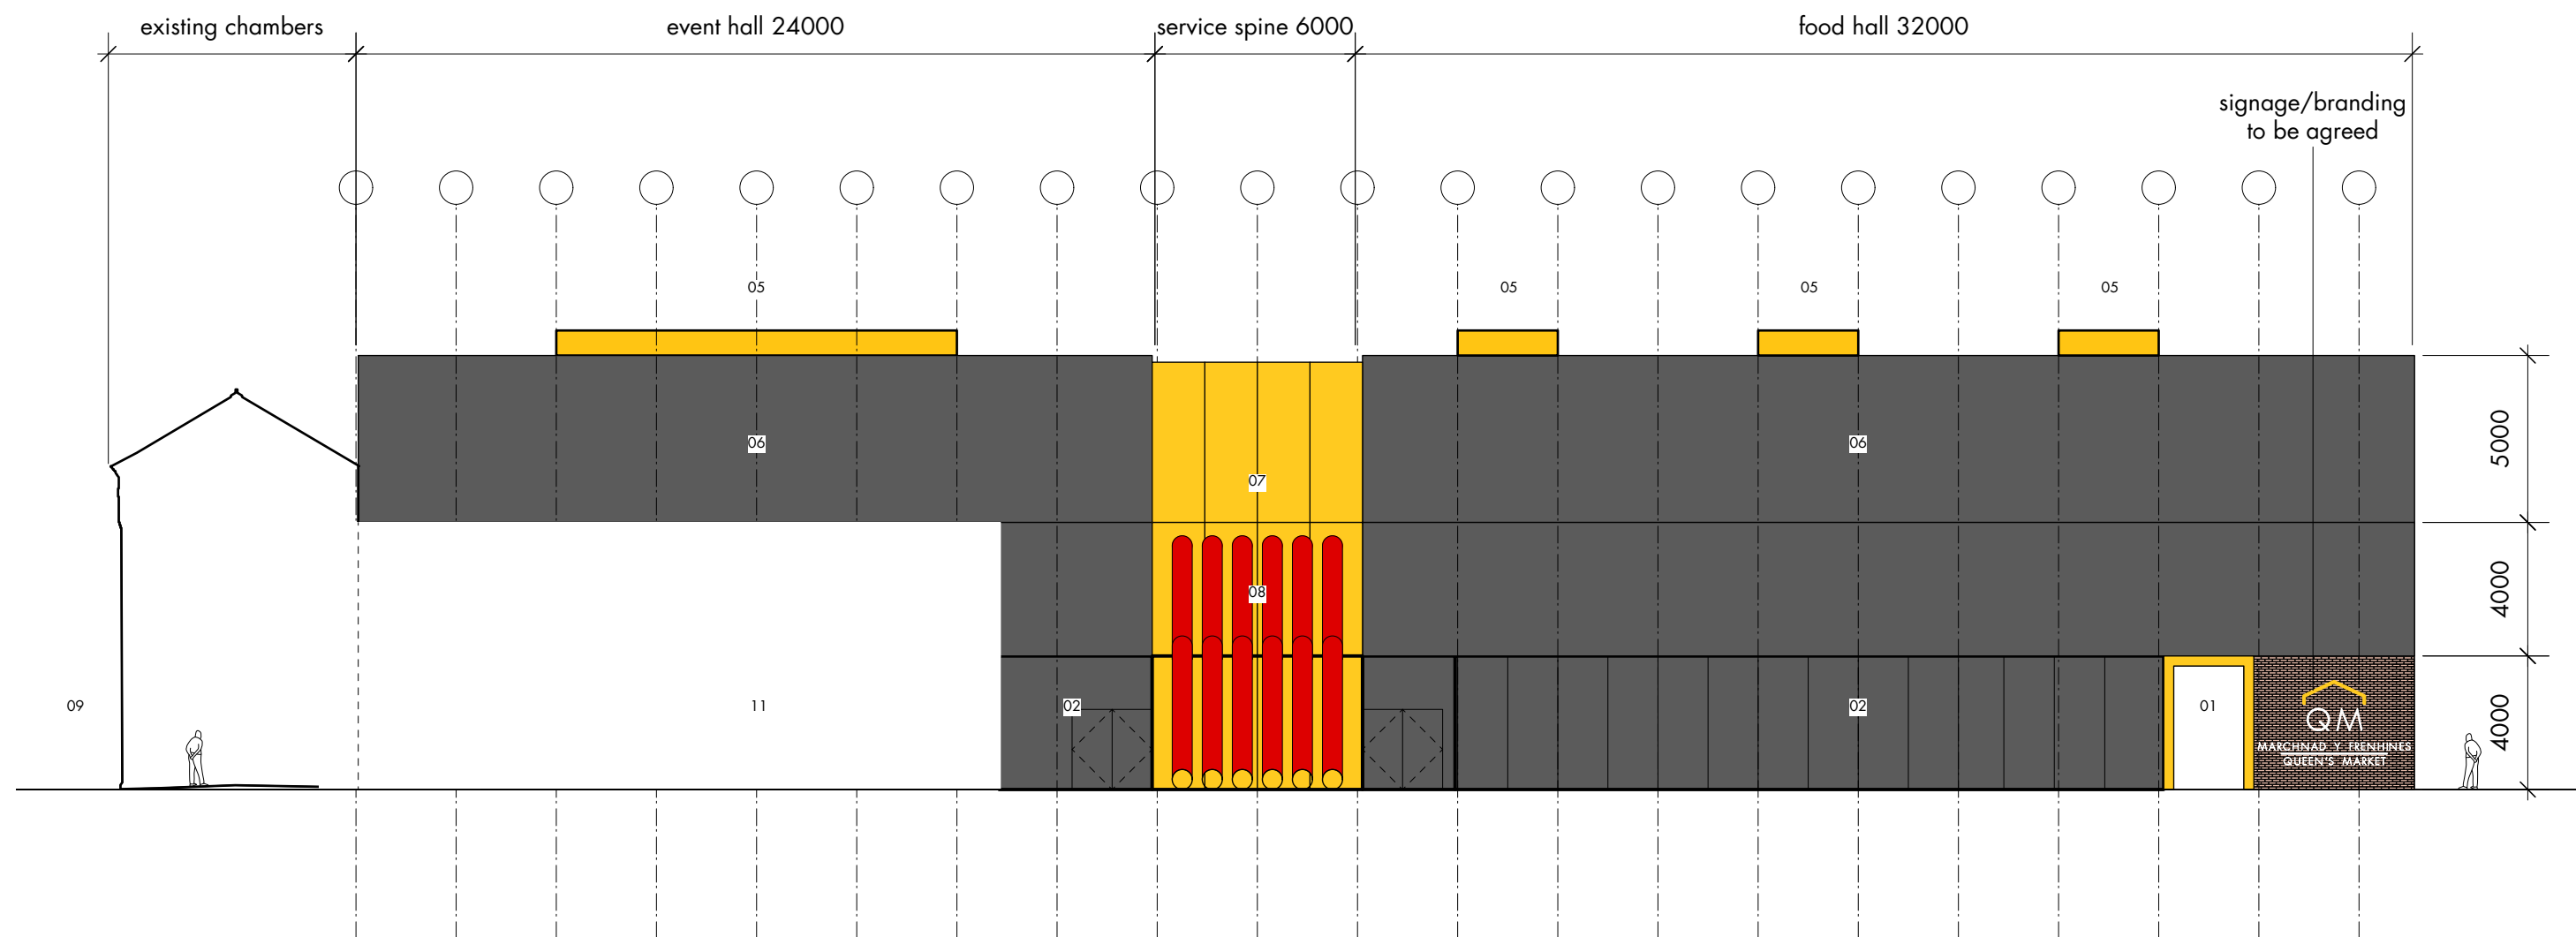 existing chambers
event hall 24000
service spine 6000
food hall 32000
signage/branding
to be agreed
05
05
05
05
06
06
5000
07
08
4000
09
11
02
02
01
4000
QM
MARCHNAD Y FRENHINES
QUEEN'S MARKET